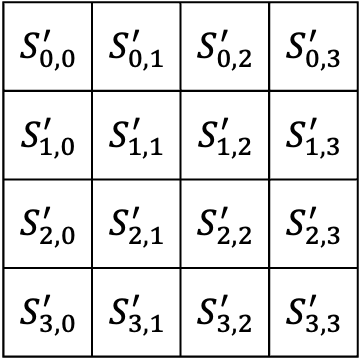 S′0,0 S′0,1 S′0,2 S′0,3
S′1,0 S′1,1 S′1,2 S′1,3
S′2,0 S′2,1 S′2,2 S′2,3
S′3,0 S′3,1 S′3,2 S′3,3